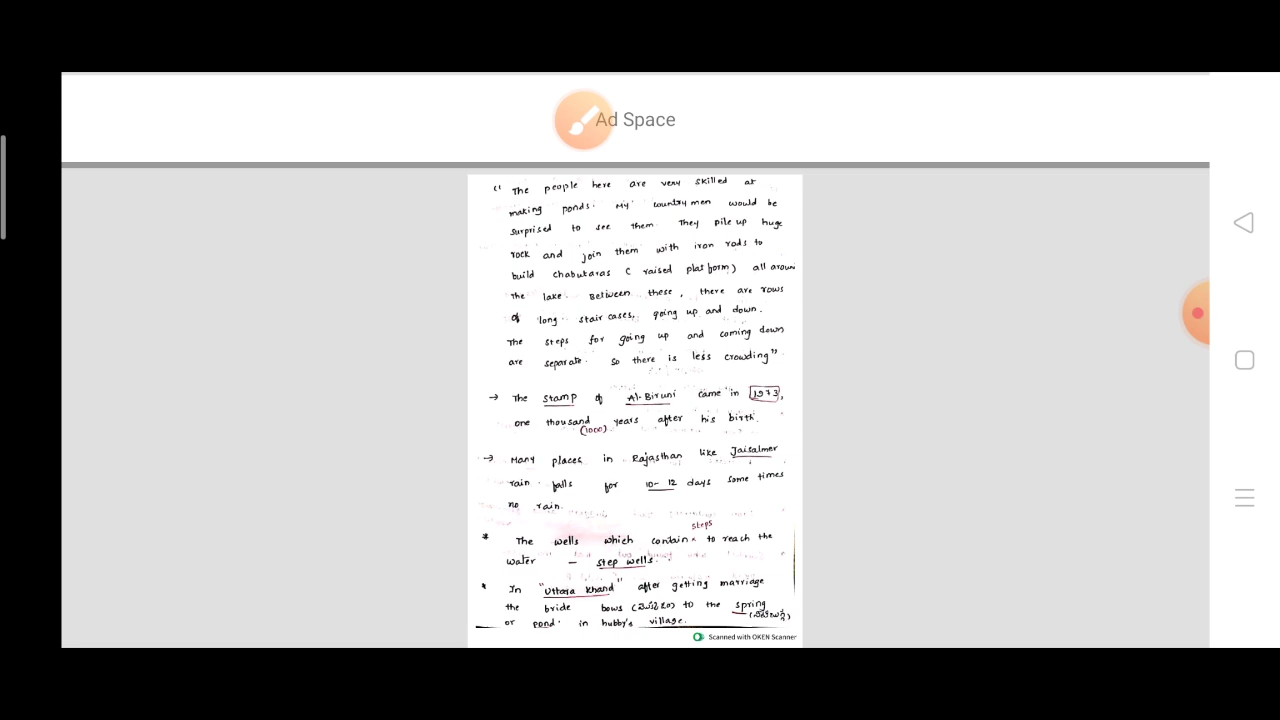 Ad Space
" The people here are very skilled at
making ponds. My country men would be
surprised to see them. They pile up huge
rock and join them with iron rods to
build chabutaras ( raised platform) all aroun
the lake. Between these, there are rows
of long stair cases, going up and down.
The steps for going up and coming down
are separate. So there is less crowding".
→ The stamp of Al-Biruni came in 1973,
one thousand years after his birth.
(1000)
→ Many places in Rajasthan like Jaisalmer
rain falls for 10-12 days some times
no rain.
steps
* The wells which contain ^ to reach the
water - step wells.
* In "Uttara Khand" after getting marriage
the bride bows to the spring
or pond in hubby's village.
Scanned with OKEN Scanner